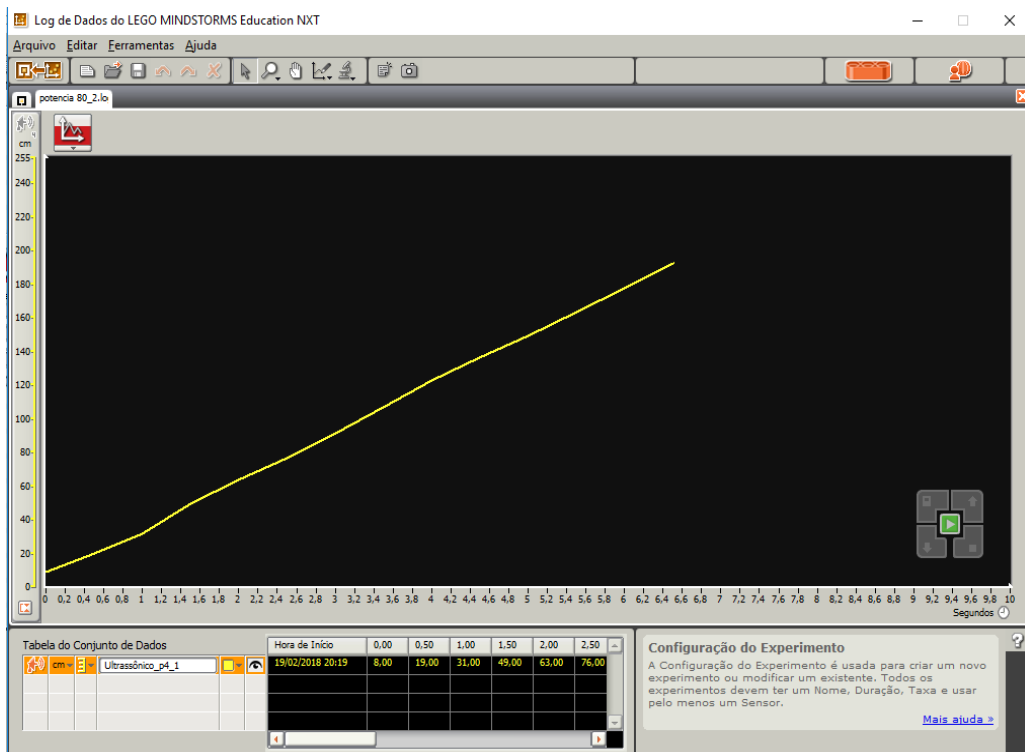 Log de Dados do LEGO MINDSTORMS Education NXT
Arquivo Editar Ferramentas Ajuda
potencia 80_2.lo
cm
255
240
220
200
180
160
140
120
100
80
60
40
20
0
0 0,2 0,4 0,6 0,8 1 1,2 1,4 1,6 1,8 2 2,2 2,4 2,6 2,8 3 3,2 3,4 3,6 3,8 4 4,2 4,4 4,6 4,8 5 5,2 5,4 5,6 5,8 6 6,2 6,4 6,6 6,8 7 7,2 7,4 7,6 7,8 8 8,2 8,4 8,6 8,8 9 9,2 9,4 9,6 9,8 10
Segundos
Tabela do Conjunto de Dados
Hora de Início 0,00 0,50 1,00 1,50 2,00 2,50
cm Ultrassônico_p4_1 19/02/2018 20:19 8,00 19,00 31,00 49,00 63,00 76,00
Configuração do Experimento
A Configuração do Experimento é usada para criar um novo
experimento ou modificar um existente. Todos os
experimentos devem ter um Nome, Duração, Taxa e usar
pelo menos um Sensor.
Mais ajuda »